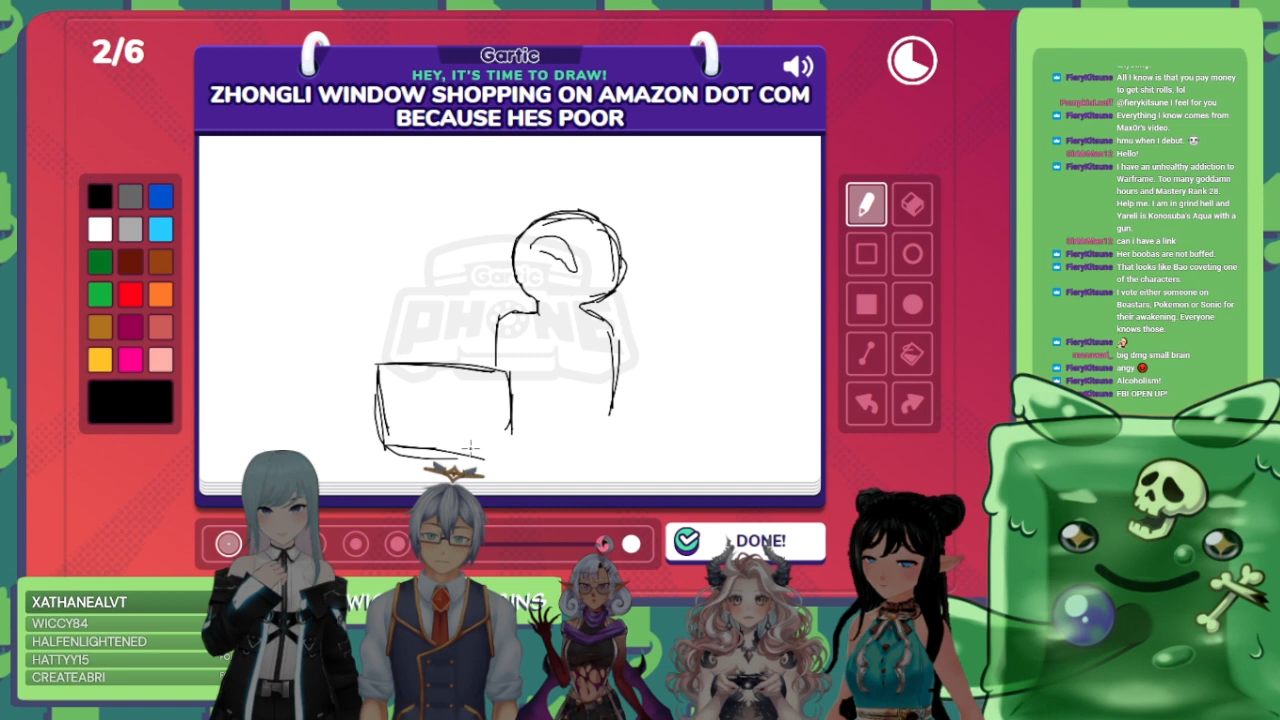 2/6
Gartic
HEY, IT'S TIME TO DRAW!
ZHONGLI WINDOW SHOPPING ON AMAZON DOT COM
BECAUSE HES POOR
Gartic
PHONE
DONE!
XATHANEALVT
WICCY84
HALFENLIGHTENED
HATTYY15
CREATEABRI
FieryKitsune All I know is that you pay money
to get shit rolls, lol
@fierykitsune I feel for you
FieryKitsune Everything I know comes from
Max0r's video.
FieryKitsune hmu when I debut.
Hello!
FieryKitsune I have an unhealthy addiction to
Warframe. Too many goddamn
hours and Mastery Rank 28.
Help me. I am in grind hell and
Yareli is Konosuba's Aqua with a
gun.
can i have a link
FieryKitsune Her boobas are not buffed.
FieryKitsune That looks like Bao coveting one
of the characters.
FieryKitsune I vote either someone on
Beastars, Pokemon or Sonic for
their awakening. Everyone
knows those.
FieryKitsune
big dmg small brain
FieryKitsune angy
FieryKitsune Alcoholism!
FBI OPEN UP!